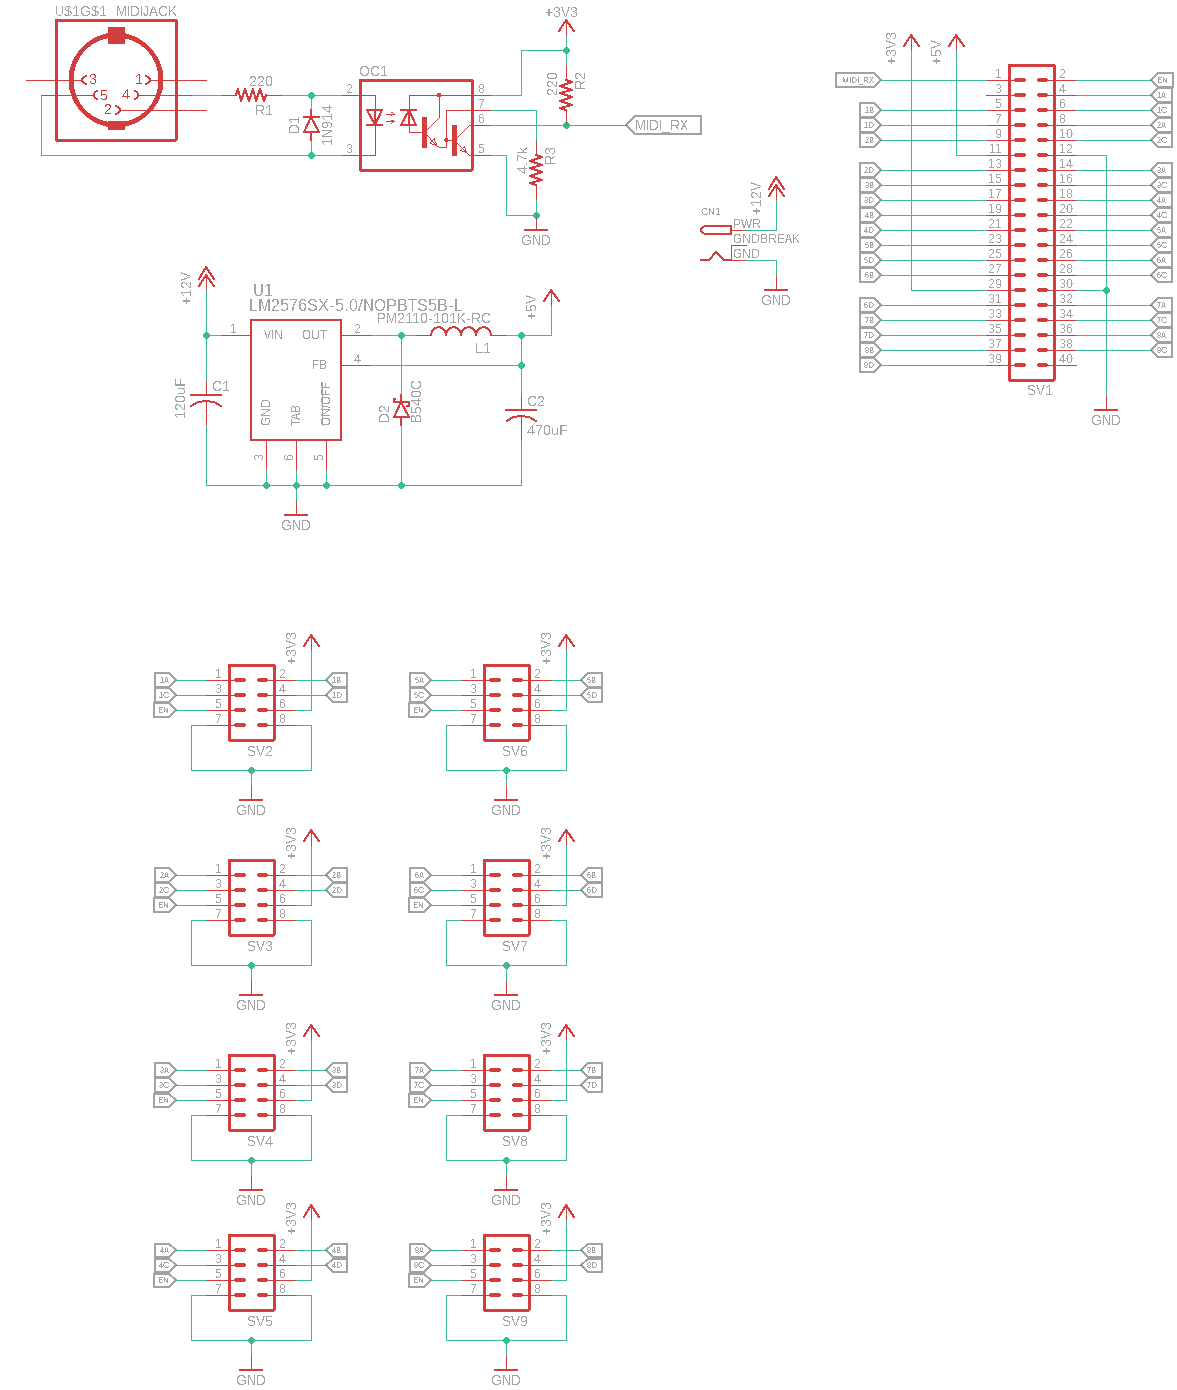 U$1G$1 MIDIJACK
3 1
5 4
2
220
R1
D1
1N914
OC1
2
3
8
7
6
5
+3V3
220
R2
4.7k
R3
MIDI_RX
GND
+12V
CN1
PWR
GNDBREAK
GND
GND
+12V
U1
LM2576SX-5.0/NOPBTS5B-L
PM2110-101K-RC
+5V
1 VIN OUT 2
FB 4
L1
GND TAB ON/OFF
3 6 5
120uF
C1
D2
B540C
C2
470uF
GND
+3V3
+5V
MIDI_RX 1 2 EN
3 4 1A
1B 5 6 1C
1D 7 8 2A
2B 9 10 2C
11 12
2D 13 14 3A
3B 15 16 3C
3D 17 18 4A
4B 19 20 4C
4D 21 22 5A
5B 23 24 5C
5D 25 26 6A
6B 27 28 6C
29 30
6D 31 32 7A
7B 33 34 7C
7D 35 36 8A
8B 37 38 8C
8D 39 40
SV1
GND
+3V3
1A 1 2 1B
1C 3 4 1D
EN 5 6
7 8
SV2
GND
+3V3
5A 1 2 5B
5C 3 4 5D
EN 5 6
7 8
SV6
GND
+3V3
2A 1 2 2B
2C 3 4 2D
EN 5 6
7 8
SV3
GND
+3V3
6A 1 2 6B
6C 3 4 6D
EN 5 6
7 8
SV7
GND
+3V3
3A 1 2 3B
3C 3 4 3D
EN 5 6
7 8
SV4
GND
+3V3
7A 1 2 7B
7C 3 4 7D
EN 5 6
7 8
SV8
GND
+3V3
4A 1 2 4B
4C 3 4 4D
EN 5 6
7 8
SV5
GND
+3V3
8A 1 2 8B
8C 3 4 8D
EN 5 6
7 8
SV9
GND